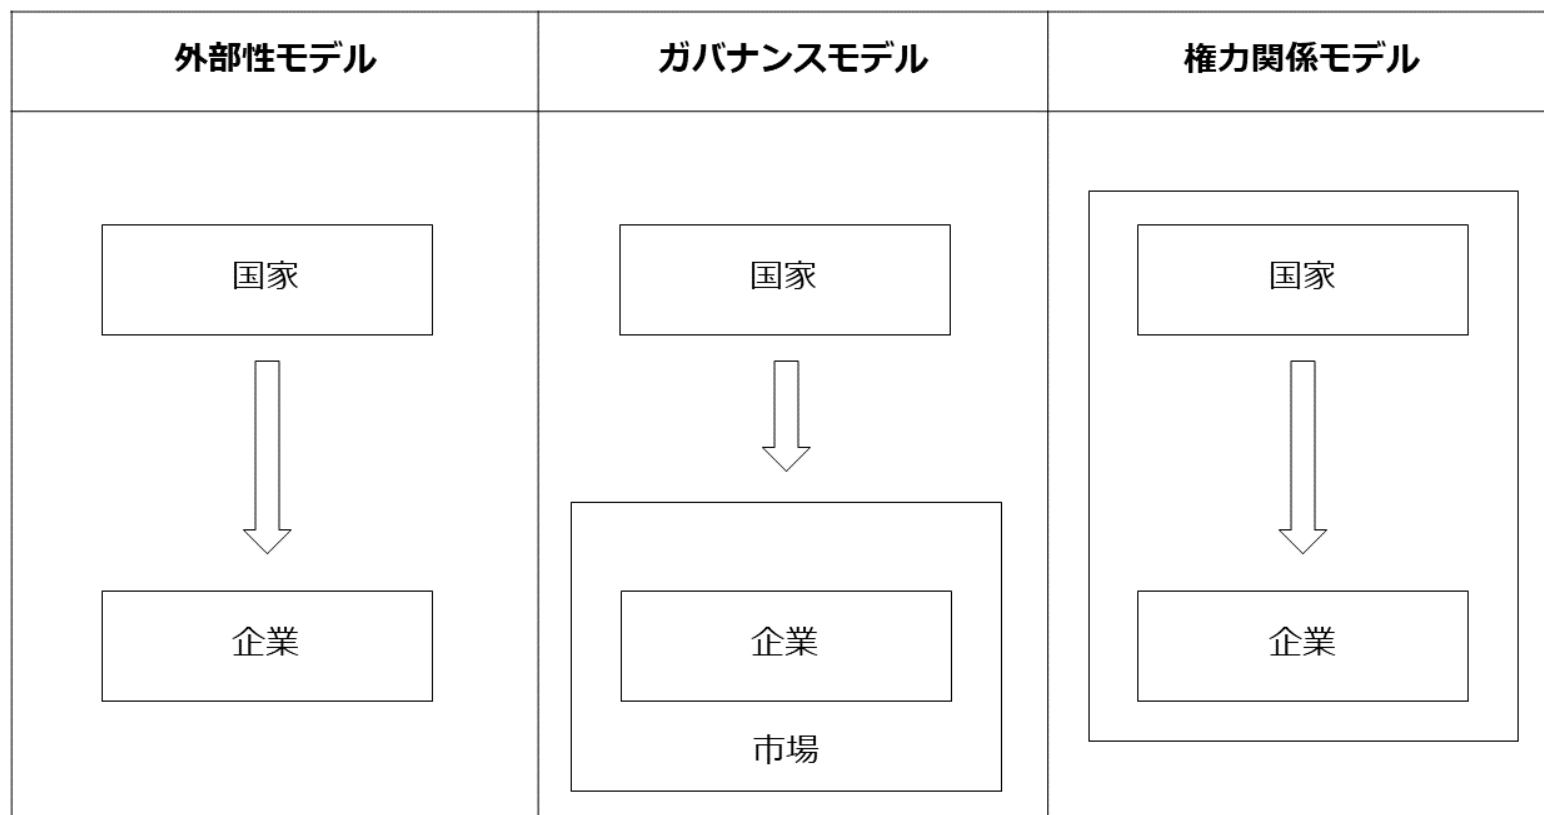 外部性モデル
ガバナンスモデル
権力関係モデル
国家
国家
国家
企業
企業
企業
市場